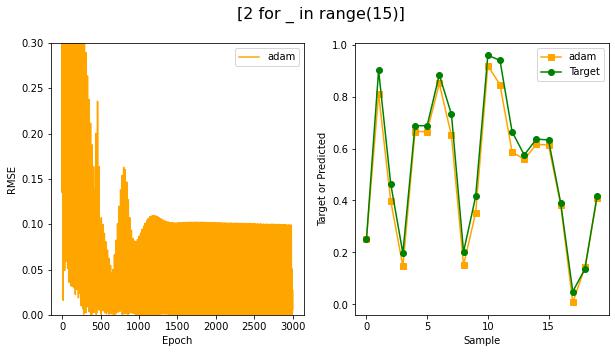 [2 for _ in range(15)]
0.30
0.25
0.20
0.15
0.10
0.05
0.00
RMSE
0 500 1000 1500 2000 2500 3000
Epoch
adam
1.0
0.8
0.6
0.4
0.2
0.0
Target or Predicted
0 5 10 15
Sample
adam
Target